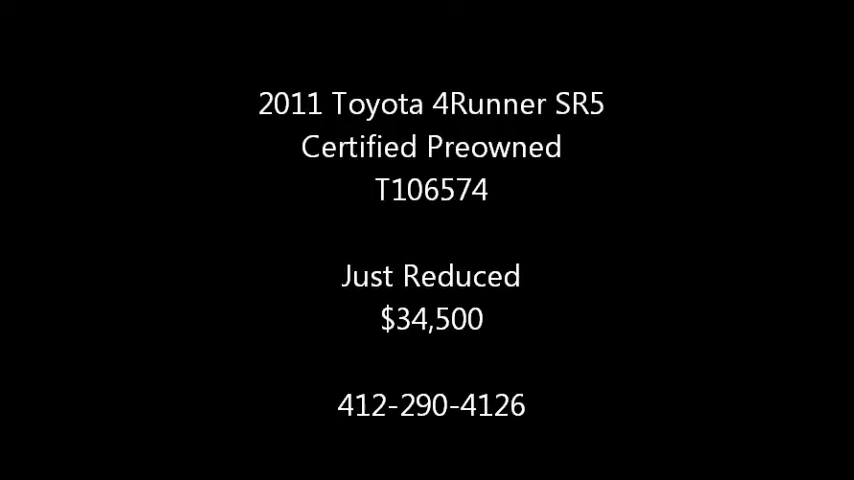 2011 Toyota 4Runner SR5
Certified Preowned
T106574
Just Reduced
$34,500
412-290-4126